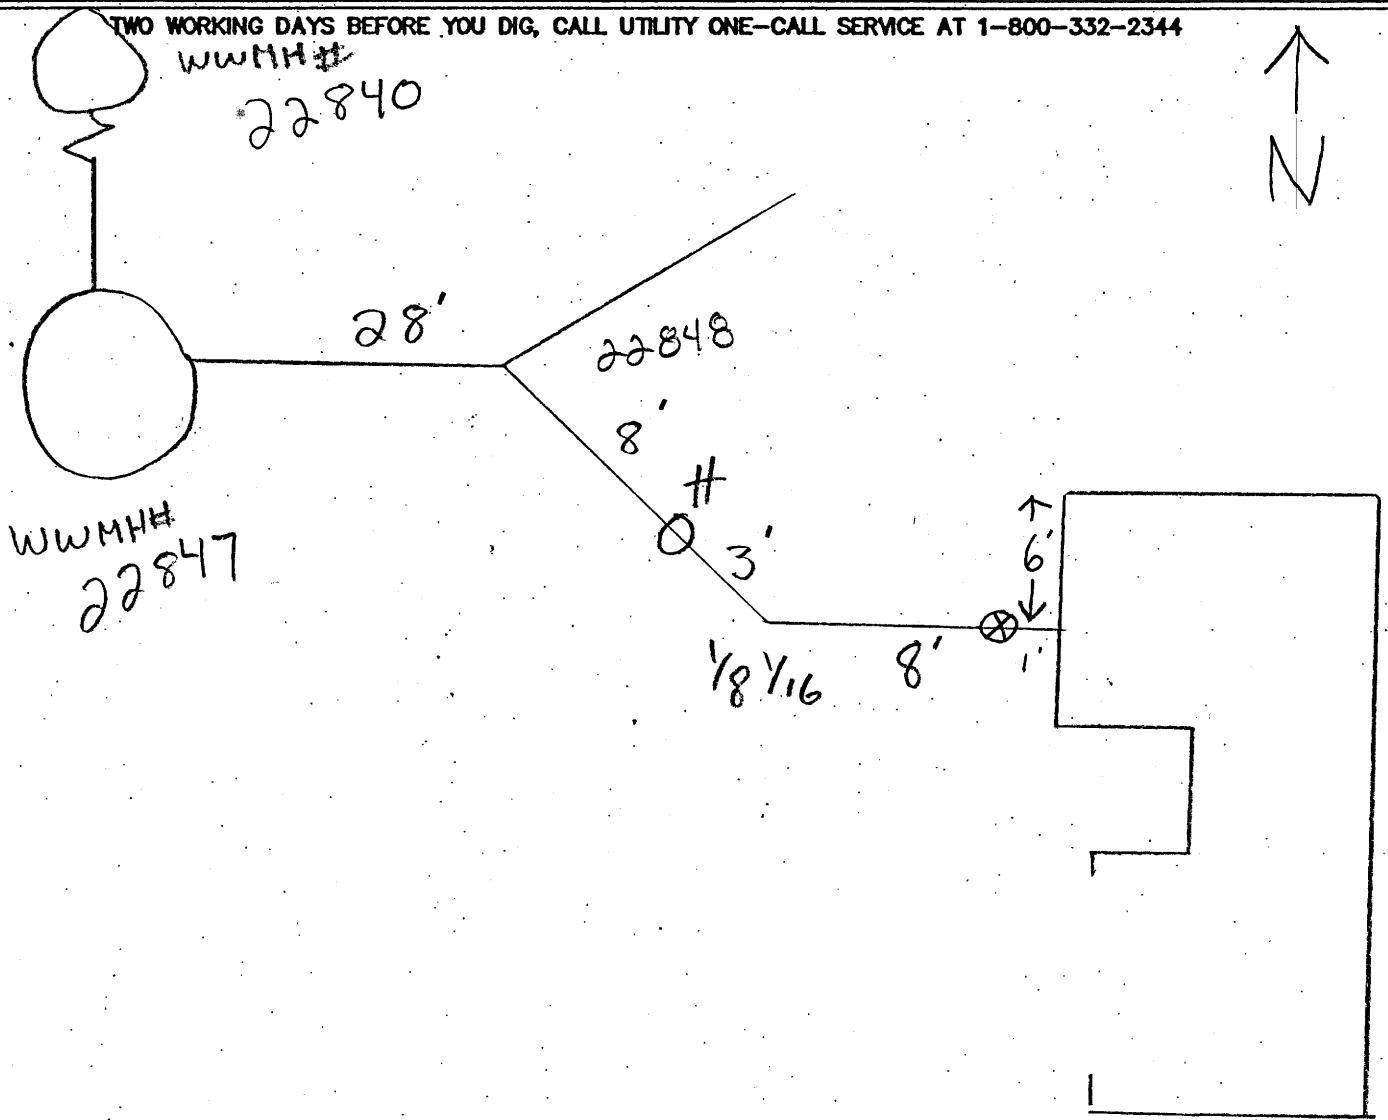 TWO WORKING DAYS BEFORE YOU DIG, CALL UTILITY ONE-CALL SERVICE AT 1-800-332-2344
WWMH#
22840
N
28'
22848
8'
H
WWMH#
22847
3'
6'
1/8 1/16
8'
1'